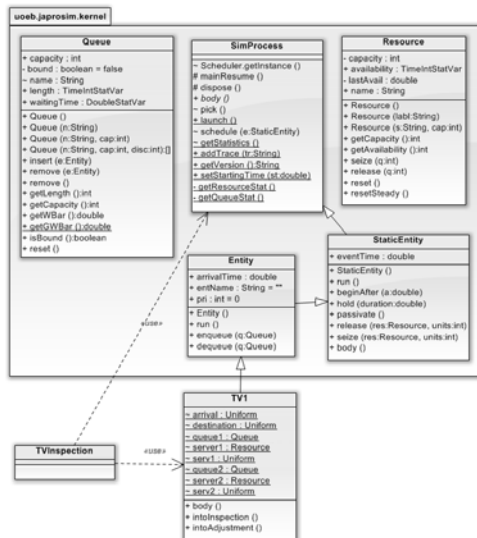 uoeb.japrosim.kernel
Queue
+ capacity : int
- bound : boolean = false
~ name : String
+ length : TimeIntStatVar
+ waitingTime : DoubleStatVar
+ Queue ()
+ Queue (n:String)
+ Queue (n:String, cap:int)
+ Queue (n:String, cap:int, disc:int):[]
+ insert (e:Entity)
+ remove (e:Entity)
+ remove ()
+ getLength ():int
+ getCapacity ():int
+ getWBar ():double
+ getGWBar ():double
~ isBound ():boolean
+ reset ()
SimProcess
~ Scheduler.getInstance ()
# mainResume ()
# dispose ()
+ body ()
~ pick ()
+ launch ()
~ schedule (e:StaticEntity)
~ getStatistics ()
+ addTrace (tr:String)
+ getVersion ():String
+ setStartingTime (st:double)
- getResourceStat ()
- getQueueStat ()
Resource
- capacity : int
+ availability : TimeIntStatVar
- lastAvail : double
+ name : String
+ Resource ()
+ Resource (labl:String)
+ Resource (s:String, cap:int)
+ getCapacity ():int
+ getAvailability ():int
+ seize (q:int)
+ release (q:int)
+ reset ()
+ resetSteady ()
StaticEntity
+ eventTime : double
+ StaticEntity ()
+ run ()
+ beginAfter (a:double)
+ hold (duration:double)
+ passivate ()
+ release (res:Resource, units:int)
+ seize (res:Resource, units:int)
+ body ()
Entity
+ arrivalTime : double
+ entName : String = ""
+ pri : int = 0
+ Entity ()
+ run ()
+ enqueue (q:Queue)
+ dequeue (q:Queue)
«use»
TV1
~ arrival : Uniform
~ destination : Uniform
~ queue1 : Queue
~ server1 : Resource
~ serv1 : Uniform
~ queue2 : Queue
~ server2 : Resource
~ serv2 : Uniform
+ body ()
+ intoInspection ()
+ intoAdjustment ()
TVInspection
«use»